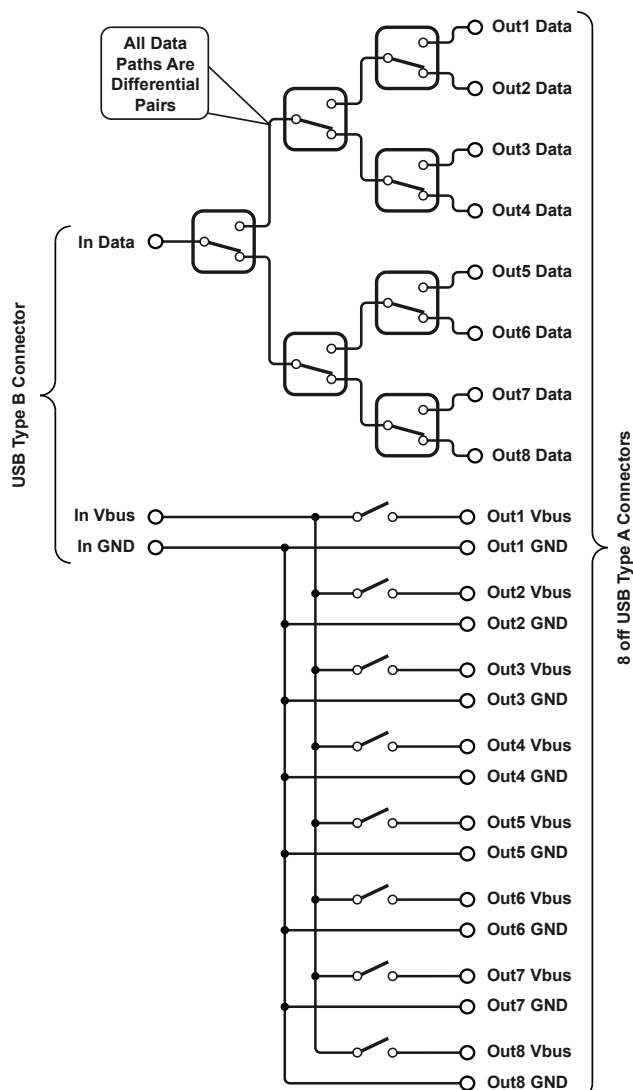 All Data
Paths Are
Differential
Pairs
Out1 Data
Out2 Data
Out3 Data
Out4 Data
In Data
Out5 Data
Out6 Data
Out7 Data
Out8 Data
USB Type B Connector
In Vbus
In GND
Out1 Vbus
Out1 GND
Out2 Vbus
Out2 GND
Out3 Vbus
Out3 GND
Out4 Vbus
Out4 GND
Out5 Vbus
Out5 GND
Out6 Vbus
Out6 GND
Out7 Vbus
Out7 GND
Out8 Vbus
Out8 GND
8 off USB Type A Connectors